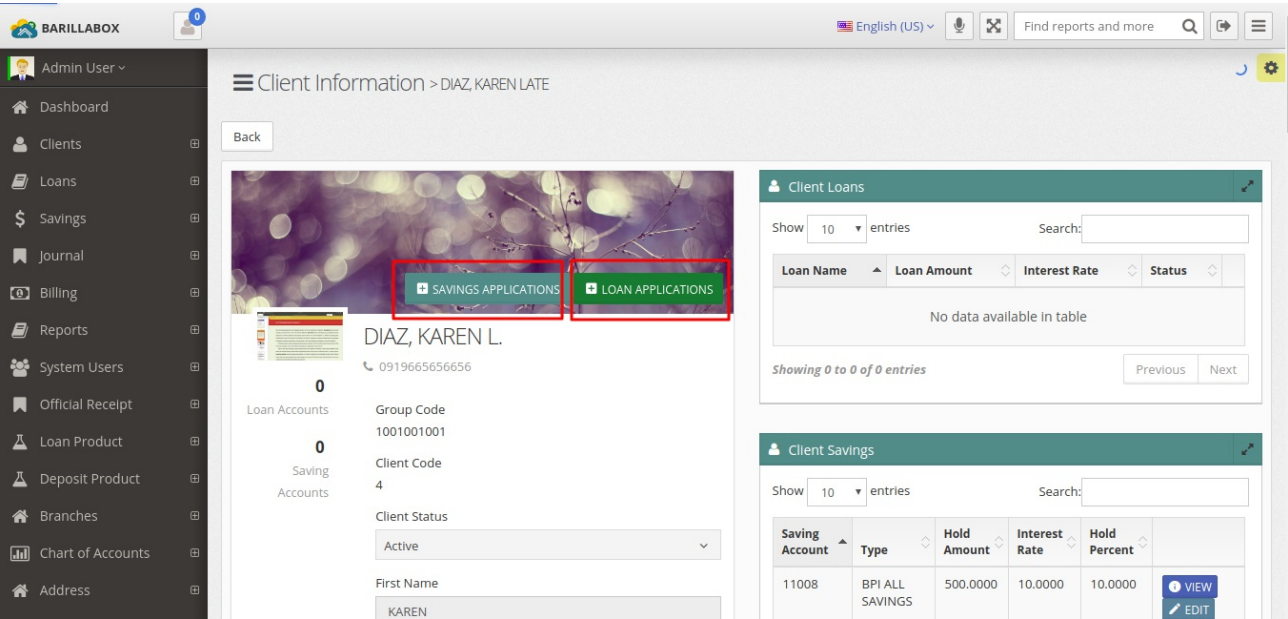 BARILLABOX
0
English (US)
Find reports and more
Admin User
Dashboard
Clients
Loans
Savings
Journal
Billing
Reports
System Users
Official Receipt
Loan Product
Deposit Product
Branches
Chart of Accounts
Address
Client Information > DIAZ, KAREN LATE
Back
SAVINGS APPLICATIONS
LOAN APPLICATIONS
DIAZ, KAREN L.
0919665656656
0
Loan Accounts
0
Saving
Accounts
Group Code
1001001001
Client Code
4
Client Status
Active
First Name
KAREN
Client Loans
Show 10 entries Search:
Loan Name Loan Amount Interest Rate Status
No data available in table
Showing 0 to 0 of 0 entries
Previous Next
Client Savings
Show 10 entries Search:
Saving Account Type Hold Amount Interest Rate Hold Percent
11008 BPI ALL SAVINGS 500.0000 10.0000 10.0000 VIEW
EDIT